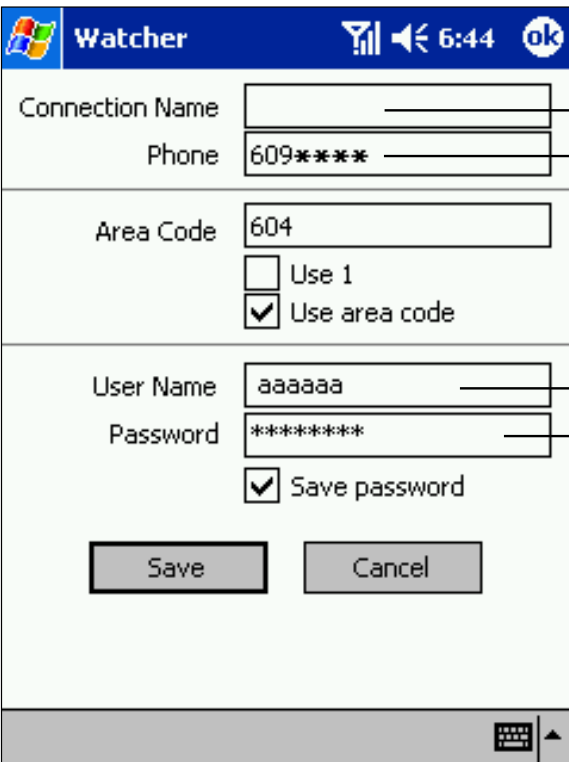 Watcher 6:44 ok
Connection Name
Phone 609****
Area Code 604
Use 1
Use area code
User Name aaaaaa
Password ********
Save password
Save Cancel